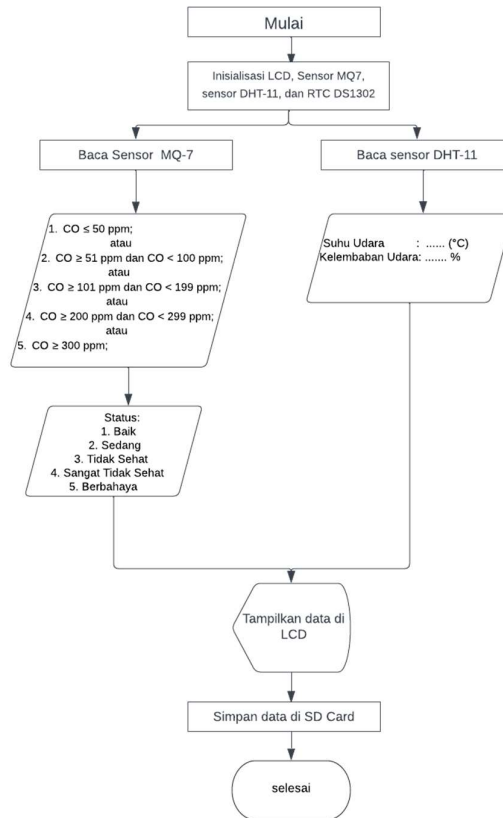 Mulai
Inisialisasi LCD, Sensor MQ7,
sensor DHT-11, dan RTC DS1302
Baca Sensor MQ-7
Baca sensor DHT-11
1. CO ≤ 50 ppm;
atau
2. CO ≥ 51 ppm dan CO < 100 ppm;
atau
3. CO ≥ 101 ppm dan CO < 199 ppm;
atau
4. CO ≥ 200 ppm dan CO < 299 ppm;
atau
5. CO ≥ 300 ppm;
Suhu Udara : ...... (°C)
Kelembaban Udara: ....... %
Status:
1. Baik
2. Sedang
3. Tidak Sehat
4. Sangat Tidak Sehat
5. Berbahaya
Tampilkan data di
LCD
Simpan data di SD Card
selesai